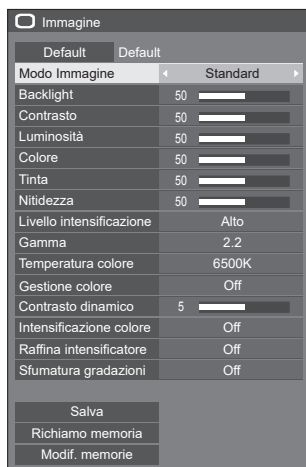 Immagine
Default Default
Modo Immagine Standard
Backlight 50
Contrasto 50
Luminosità 50
Colore 50
Tinta 50
Nitidezza 50
Livello intensificazione Alto
Gamma 2.2
Temperatura colore 6500K
Gestione colore Off
Contrasto dinamico 5
Intensificazione colore Off
Raffina intensificatore Off
Sfumatura gradazioni Off
Salva
Richiamo memoria
Modif. memorie